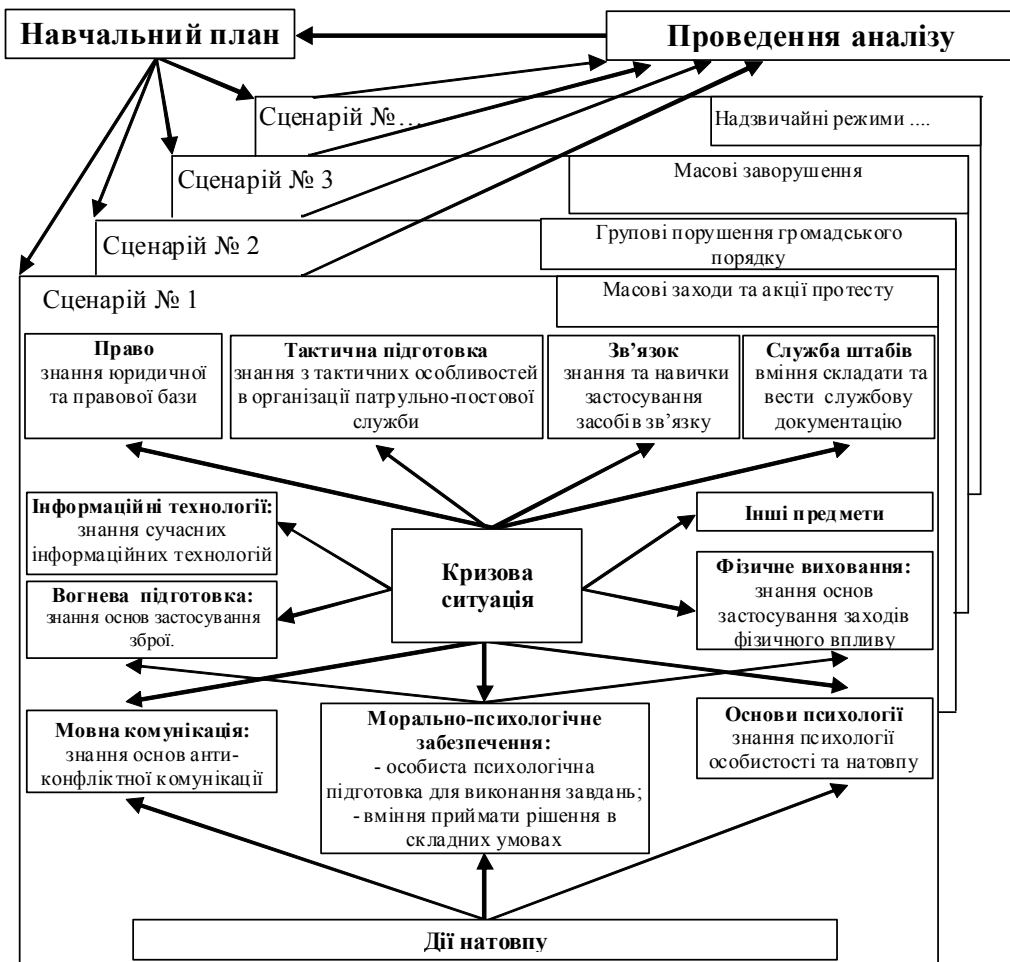 Навчальний план
Проведення аналізу
Сценарій №…
Надзвичайні режими ....
Сценарій № 3
Масові заворушення
Сценарій № 2
Групові порушення громадського
порядку
Сценарій № 1
Масові заходи та акції протесту
Право
знання юридичної
та правової бази
Тактична підготовка
знання з тактичних особливостей
в організації патрульно-постової
служби
Зв’язок
знання та навички
застосування
засобів зв’язку
Служба штабів
вміння складати та
вести службову
документацію
Інформаційні технології:
знання сучасних
інформаційних технологій
Інші предмети
Кризова
ситуація
Вогнева підготовка:
знання основ застосування
зброї.
Фізичне виховання:
знання основ
застосування заходів
фізичного впливу
Мовна комунікація:
знання основ анти-
конфліктної комунікації
Морально-психологічне
забезпечення:
- особиста психологічна
підготовка для виконання завдань;
- вміння приймати рішення в
складних умовах
Основи психології
знання психології
особистості та натовпу
Дії натовпу